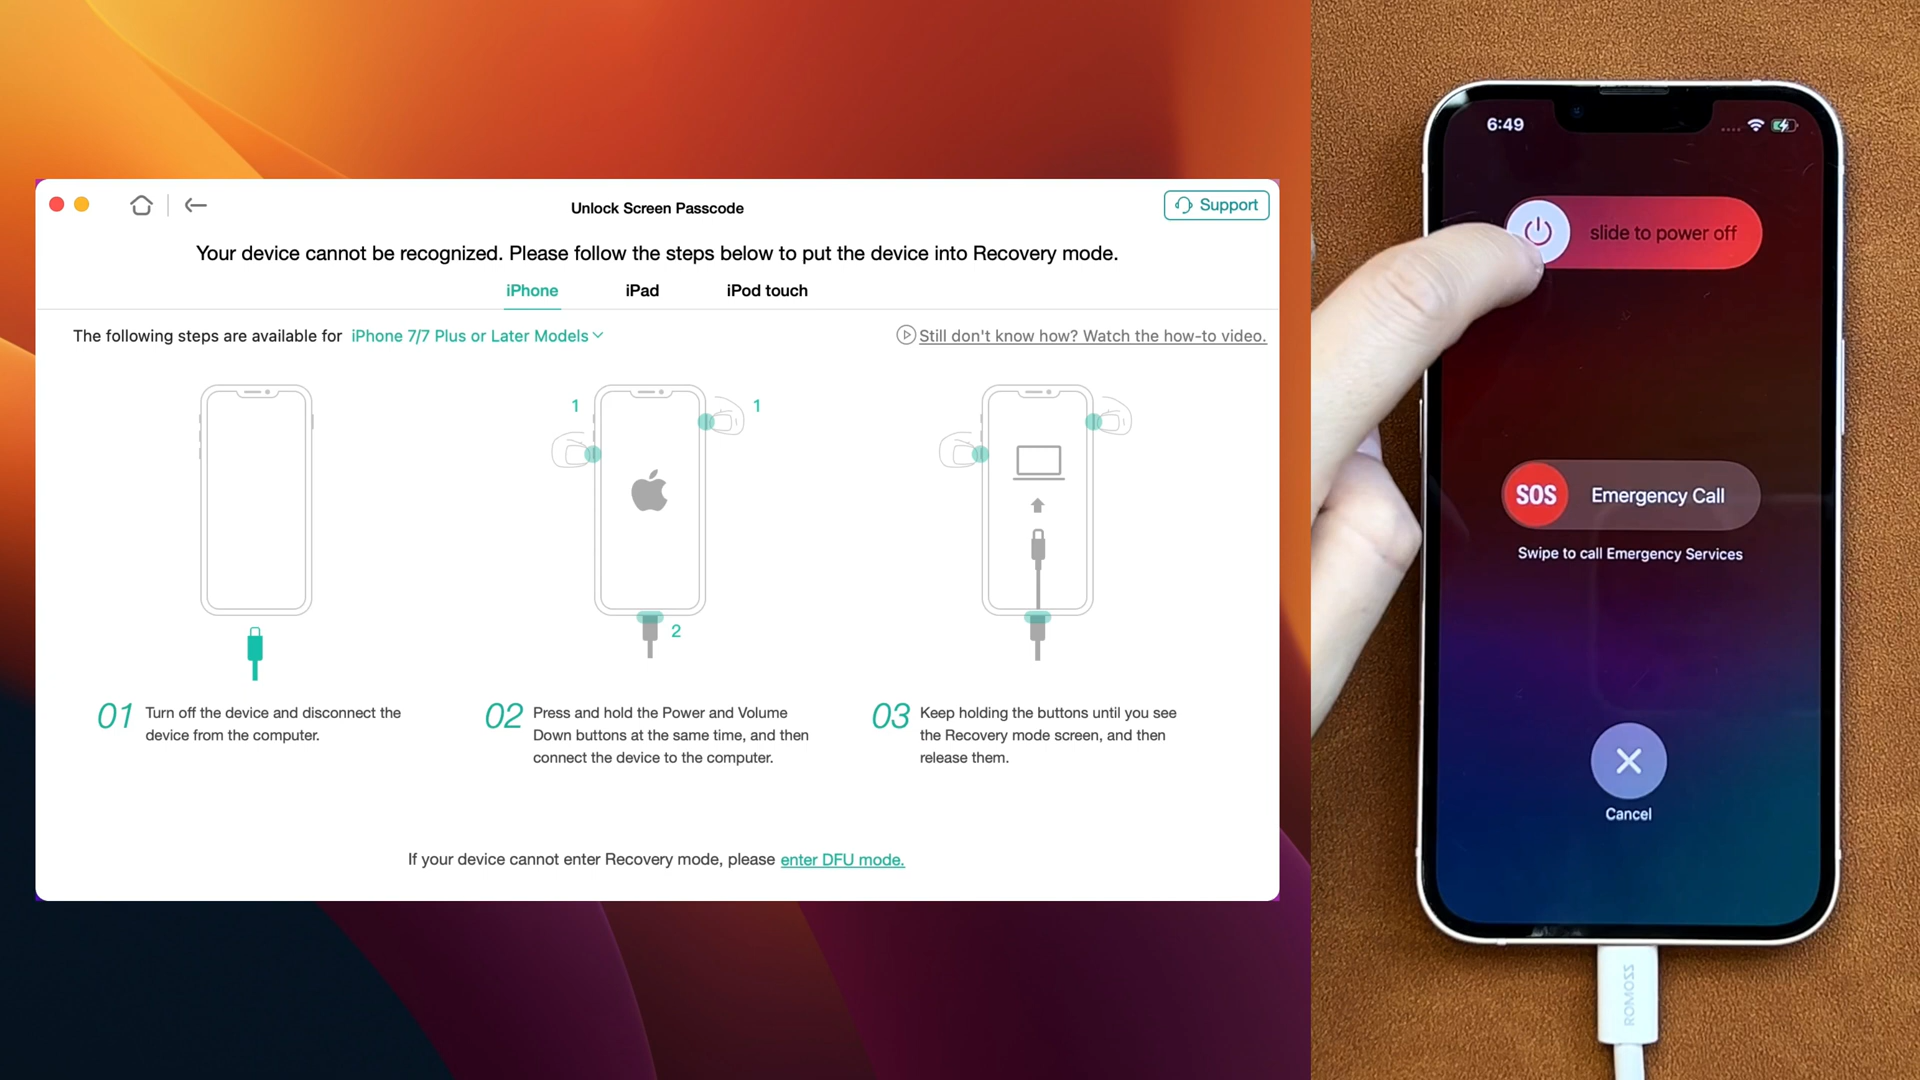 Unlock Screen Passcode
Support
Your device cannot be recognized. Please follow the steps below to put the device into Recovery mode.
iPhone
iPad
iPod touch
The following steps are available for iPhone 7/7 Plus or Later Models
Still don't know how? Watch the how-to video.
1
1
2
01
Turn off the device and disconnect the
device from the computer.
02
Press and hold the Power and Volume
Down buttons at the same time, and then
connect the device to the computer.
03
Keep holding the buttons until you see
the Recovery mode screen, and then
release them.
If your device cannot enter Recovery mode, please enter DFU mode.
6:49
slide to power off
SOS
Emergency Call
Swipe to call Emergency Services
Cancel
ROMOSS